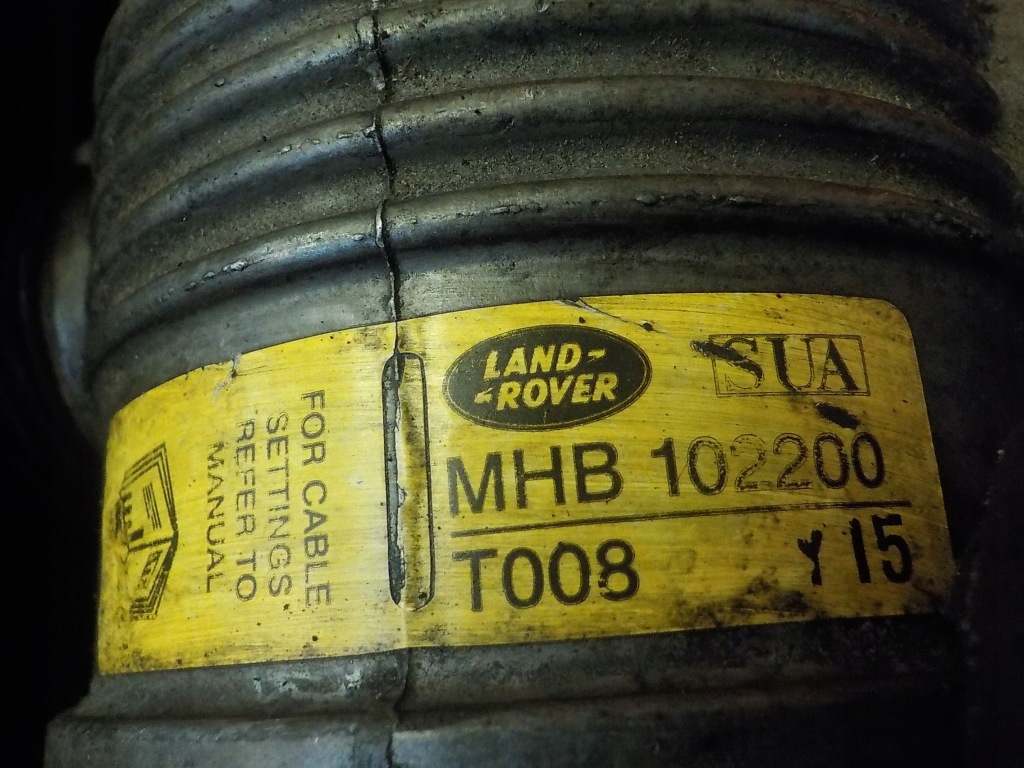 FOR CABLE
SETTINGS
REFER TO
MANUAL
LAND-
-ROVER
SUA
MHB 102200
T008
Y 15